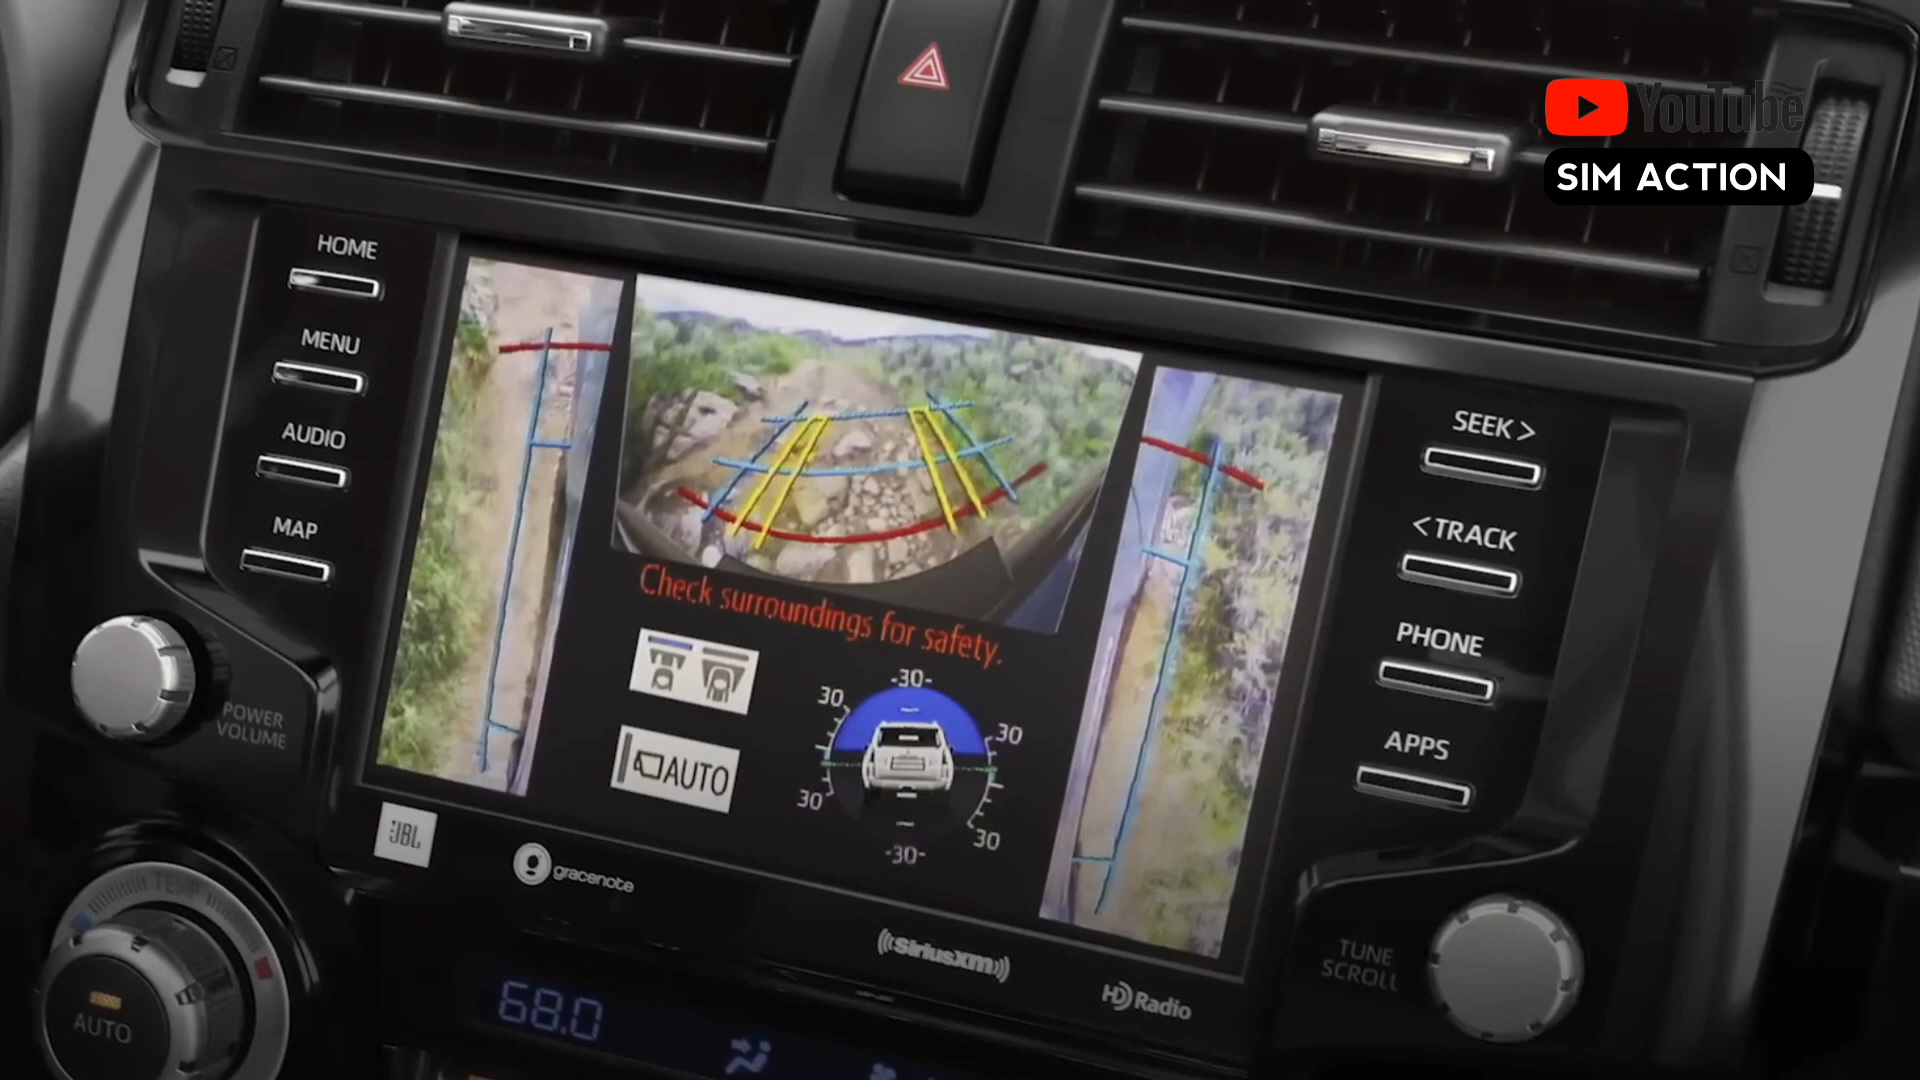 YouTube
SIM ACTION
HOME
MENU
AUDIO
MAP
POWER
VOLUME
SEEK >
< TRACK
PHONE
APPS
TUNE
SCROLL
Check surroundings for safety.
AUTO
-30-
30
30
30
30
-30-
JBL
gracenote
((SiriusXM))
HD Radio
68.0
TEMP
AUTO